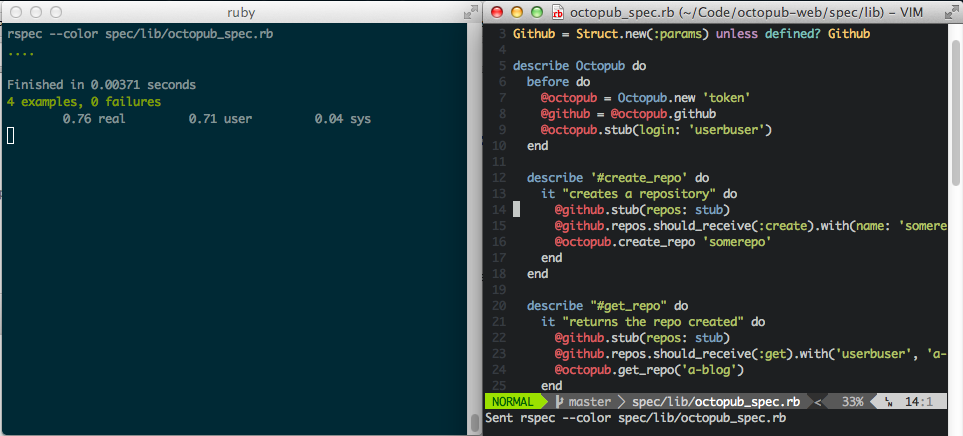 ruby
rspec --color spec/lib/octopub_spec.rb
....
Finished in 0.00371 seconds
4 examples, 0 failures
0.76 real 0.71 user 0.04 sys
octopub_spec.rb (~/Code/octopub-web/spec/lib) – VIM
3 Github = Struct.new(:params) unless defined? Github
4
5 describe Octopub do
6 before do
7 @octopub = Octopub.new 'token'
8 @github = @octopub.github
9 @octopub.stub(login: 'userbuser')
10 end
11
12 describe '#create_repo' do
13 it "creates a repository" do
14 @github.stub(repos: stub)
15 @github.repos.should_receive(:create).with(name: 'somere
16 @octopub.create_repo 'somerepo'
17 end
18 end
19
20 describe "#get_repo" do
21 it "returns the repo created" do
22 @github.stub(repos: stub)
23 @github.repos.should_receive(:get).with('userbuser', 'a-
24 @octopub.get_repo('a-blog')
25 end
NORMAL master spec/lib/octopub_spec.rb < 33% LN 14:1
Sent rspec --color spec/lib/octopub_spec.rb